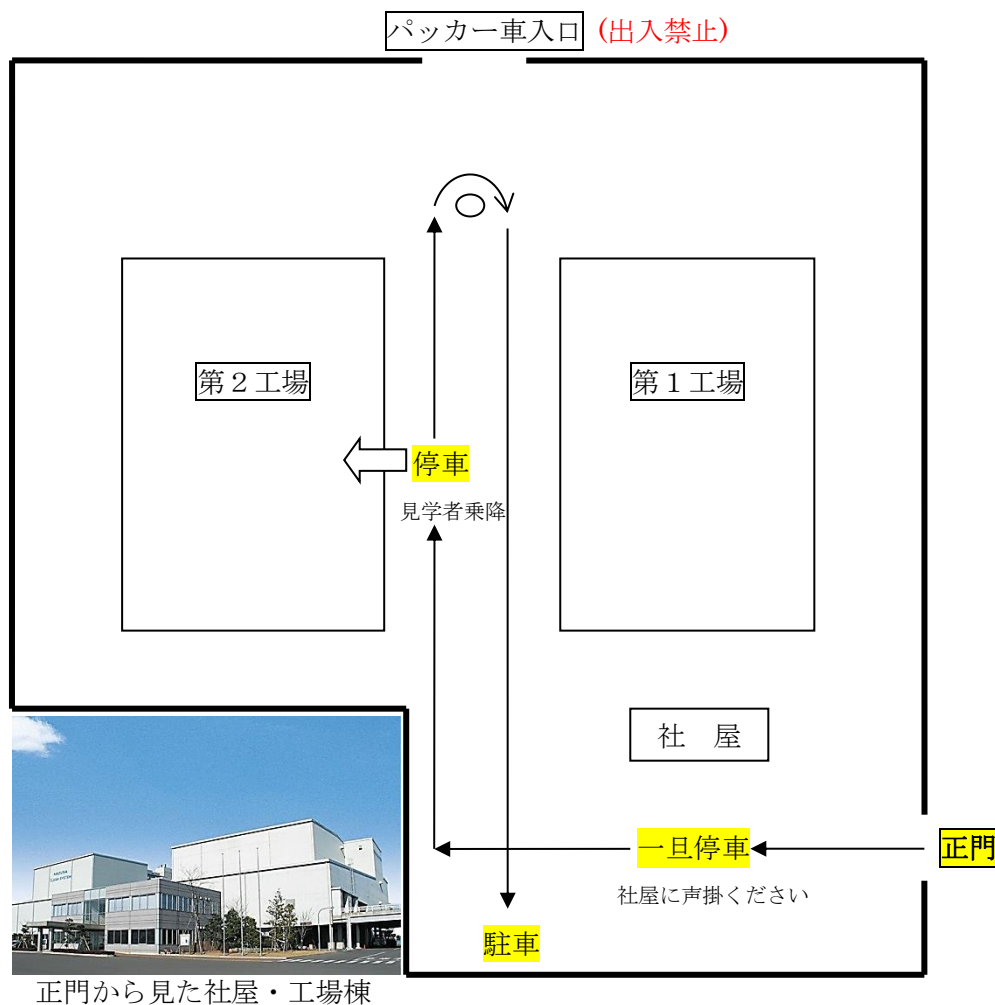 パッカー車入口 (出入禁止)
第２工場
第１工場
停車
見学者乗降
社　屋
一旦停車
正門
社屋に声掛ください
駐車
正門から見た社屋・工場棟